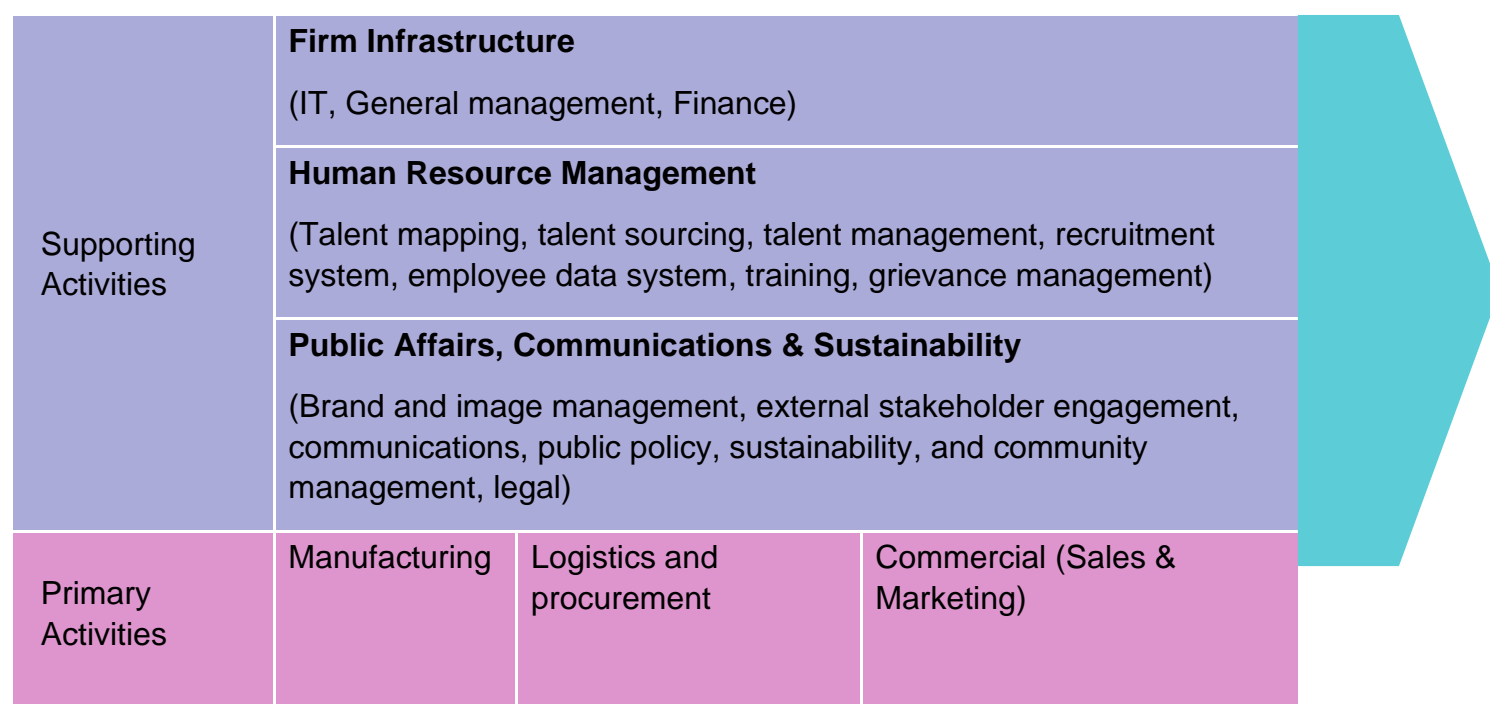 Supporting
Activities
Firm Infrastructure
(IT, General management, Finance)
Human Resource Management
(Talent mapping, talent sourcing, talent management, recruitment
system, employee data system, training, grievance management)
Public Affairs, Communications & Sustainability
(Brand and image management, external stakeholder engagement,
communications, public policy, sustainability, and community
management, legal)
Primary
Activities
Manufacturing
Logistics and
procurement
Commercial (Sales &
Marketing)